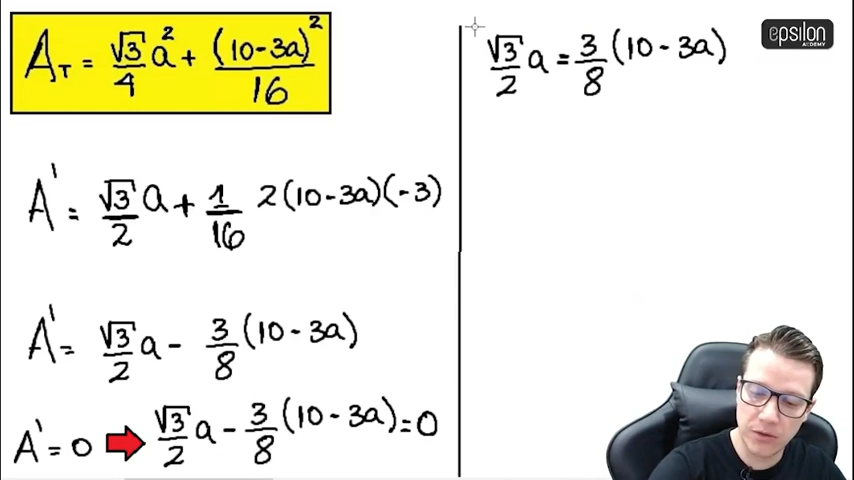 A_T = √3/4 a² + (10-3a)²/16
A' = √3/2 a + 1/16 2(10-3a)(-3)
A' = √3/2 a - 3/8 (10-3a)
A' = 0 ➡ √3/2 a - 3/8 (10-3a) = 0
√3/2 a = 3/8 (10-3a)
epsilon
ACADEMY